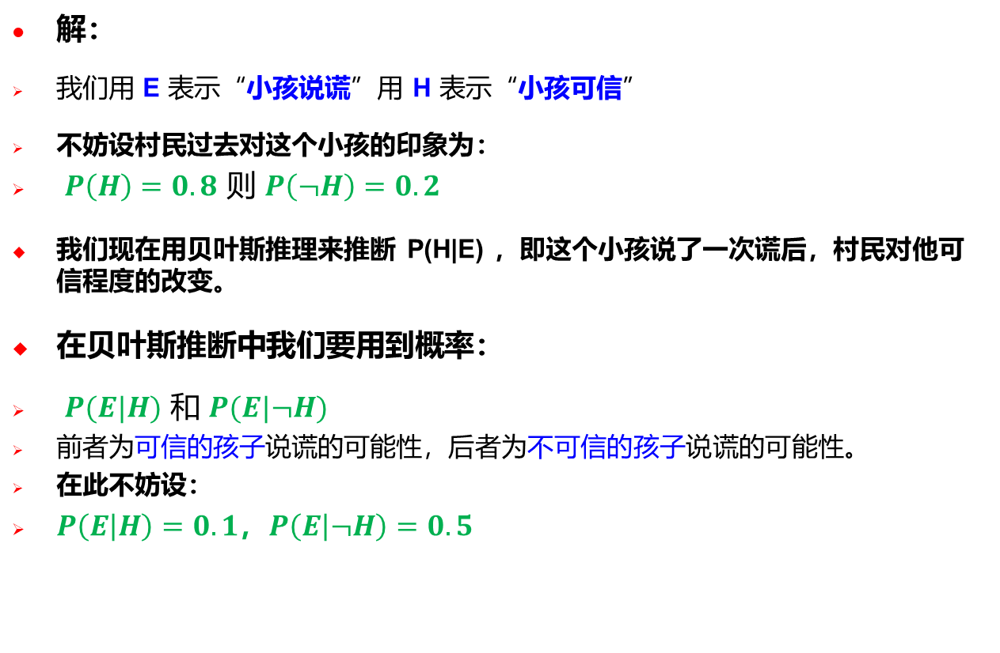 解：
我们用 E 表示“小孩说谎”用 H 表示“小孩可信”
不妨设村民过去对这个小孩的印象为：
P(H) = 0.8 则 P(¬H) = 0.2
我们现在用贝叶斯推理来推断 P(H|E) ，即这个小孩说了一次谎后，村民对他可
信程度的改变。
在贝叶斯推断中我们要用到概率：
P(E|H) 和 P(E|¬H)
前者为可信的孩子说谎的可能性，后者为不可信的孩子说谎的可能性。
在此不妨设：
P(E|H) = 0.1，P(E|¬H) = 0.5